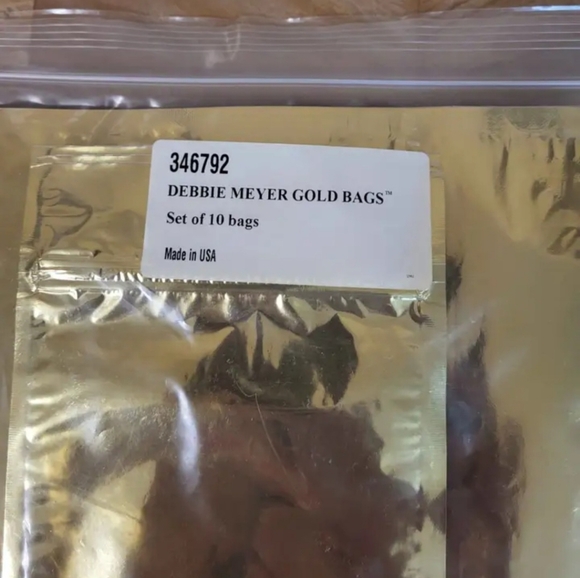 346792
DEBBIE MEYER GOLD BAGS™
Set of 10 bags
Made in USA